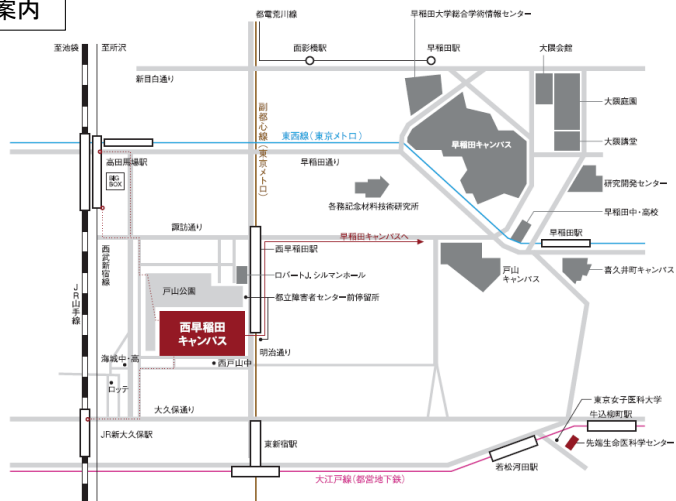 案内
都電荒川線
早稲田大学総合学術情報センター
至池袋
至所沢
面影橋駅
早稲田駅
大隈会館
新目白通り
大隈庭園
副都心線(東京メトロ)
東西線(東京メトロ)
早稲田キャンパス
大隈講堂
高田馬場駅
早稲田通り
BIG
BOX
研究開発センター
各務記念材料技術研究所
早稲田中・高校
諏訪通り
早稲田キャンパスへ
早稲田駅
西武新宿線
西早稲田駅
ロバートJ.シルマンホール
戸山
キャンパス
喜久井町キャンパス
戸山公園
都立障害者センター前停留所
JR山手線
西早稲田
キャンパス
明治通り
海城中・高
西戸山中
ロッテ
大久保通り
東京女子医科大学
牛込柳町駅
JR新大久保駅
東新宿駅
先端生命医科学センター
若松河田駅
大江戸線(都営地下鉄)